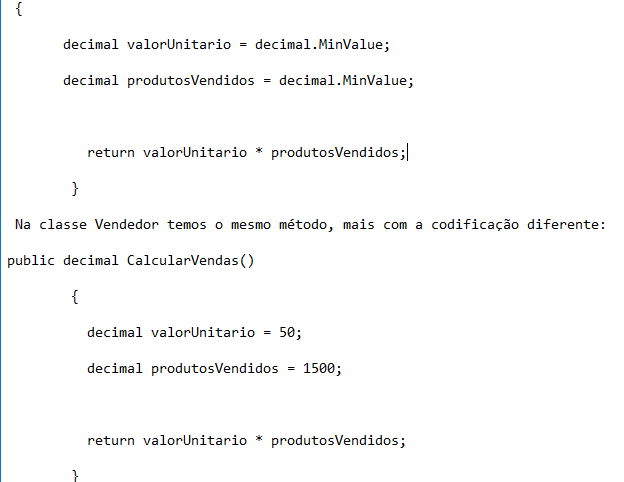 {
decimal valorUnitario = decimal.MinValue;
decimal produtosVendidos = decimal.MinValue;
return valorUnitario * produtosVendidos;
}
Na classe Vendedor temos o mesmo método, mais com a codificação diferente:
public decimal CalcularVendas()
{
decimal valorUnitario = 50;
decimal produtosVendidos = 1500;
return valorUnitario * produtosVendidos;
}